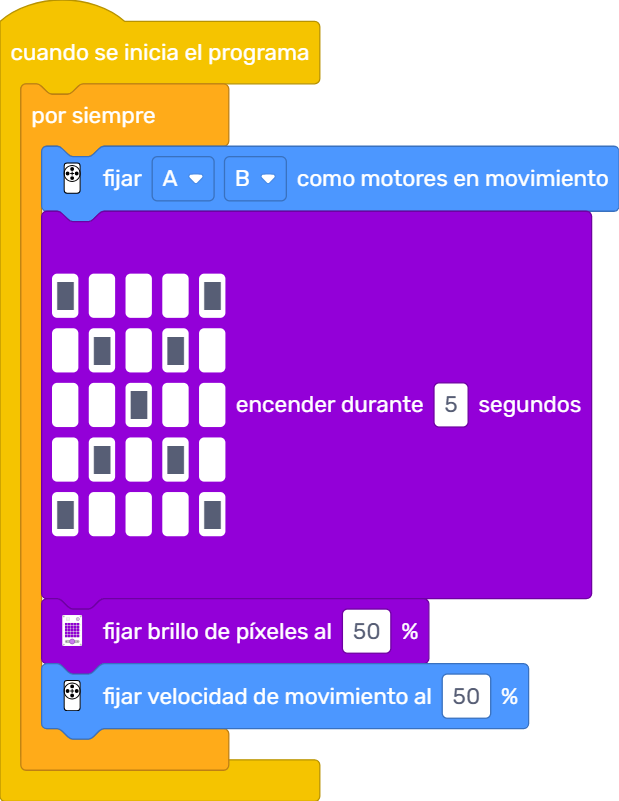 cuando se inicia el programa
por siempre
fijar A B como motores en movimiento
encender durante 5 segundos
fijar brillo de píxeles al 50 %
fijar velocidad de movimiento al 50 %